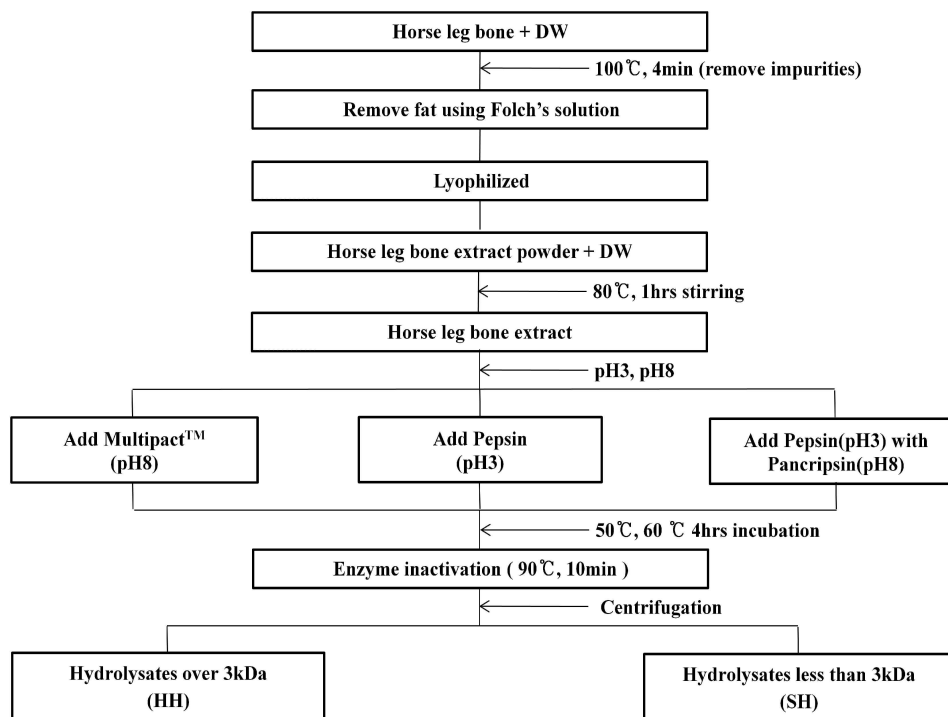 Horse leg bone + DW
100℃, 4min (remove impurities)
Remove fat using Folch's solution
Lyophilized
Horse leg bone extract powder + DW
80℃, 1hrs stirring
Horse leg bone extract
pH3, pH8
Add Multipact™
(pH8)
Add Pepsin
(pH3)
Add Pepsin(pH3) with
Pancripsin(pH8)
50℃, 60 ℃ 4hrs incubation
Enzyme inactivation ( 90℃, 10min )
Centrifugation
Hydrolysates over 3kDa
(HH)
Hydrolysates less than 3kDa
(SH)